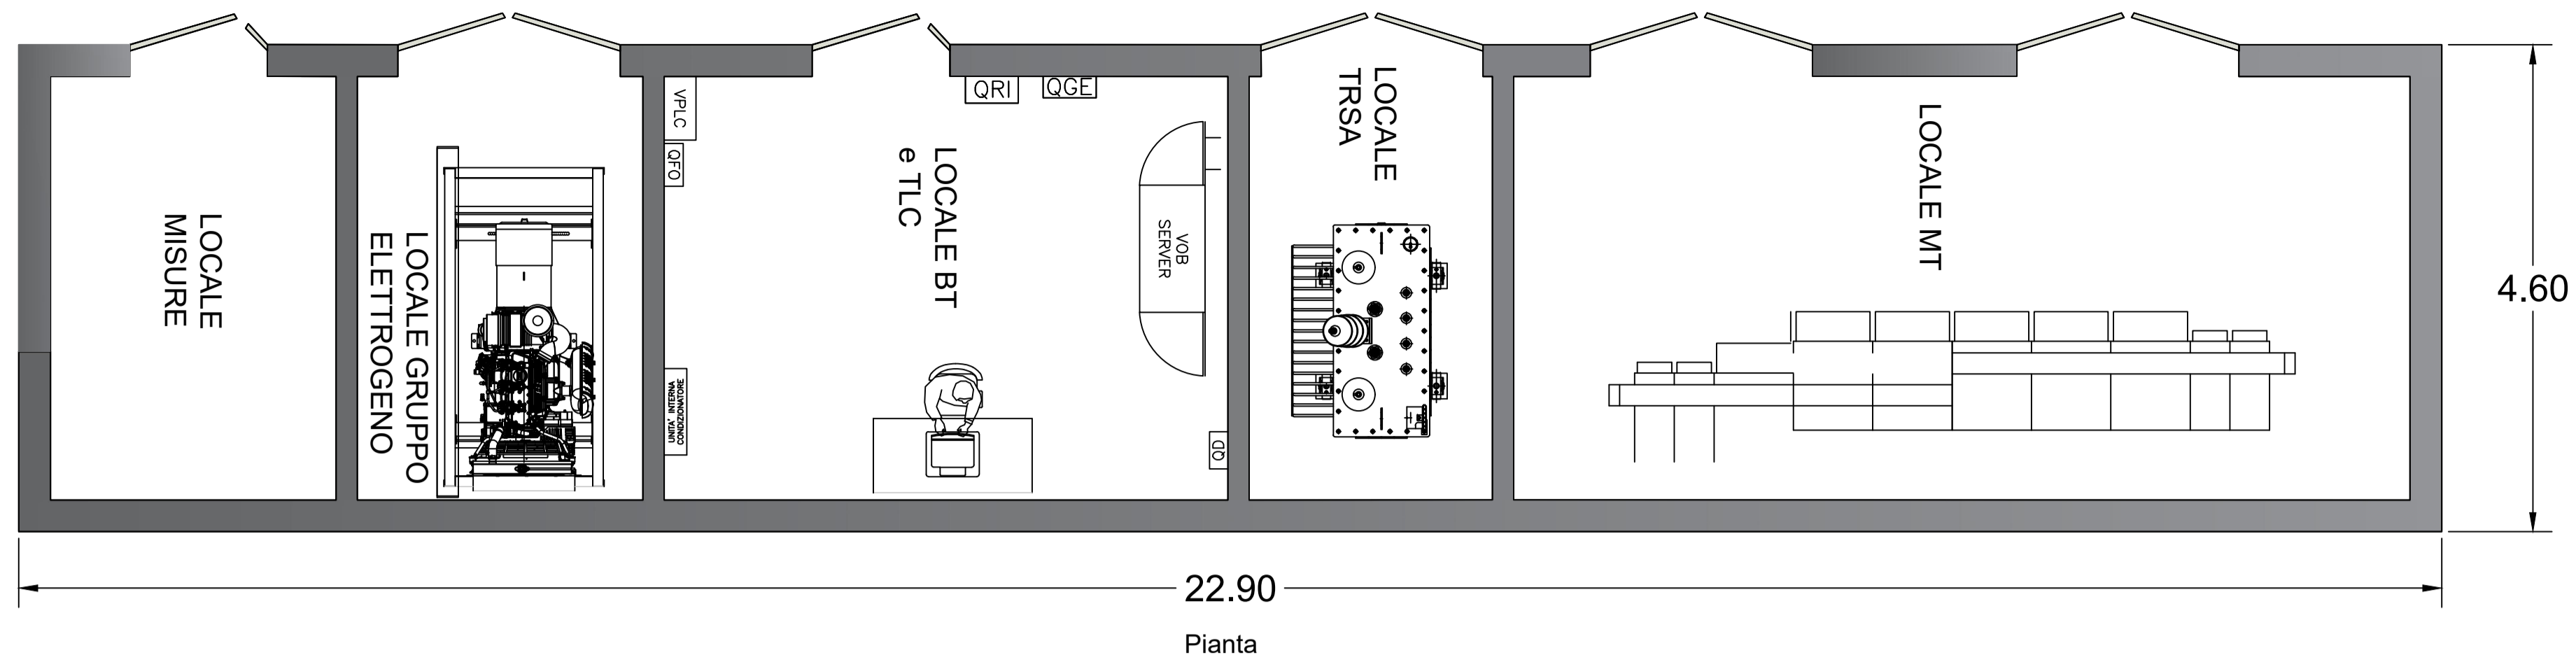 LOCALE
MISURE
LOCALE GRUPPO
ELETTROGENO
VPLC
QFO
UNITA' INTERNA
CONDIZIONATORE
LOCALE BT
e TLC
QRI
QGE
VOB
SERVER
QD
LOCALE
TRSA
LOCALE MT
4.60
22.90
Pianta